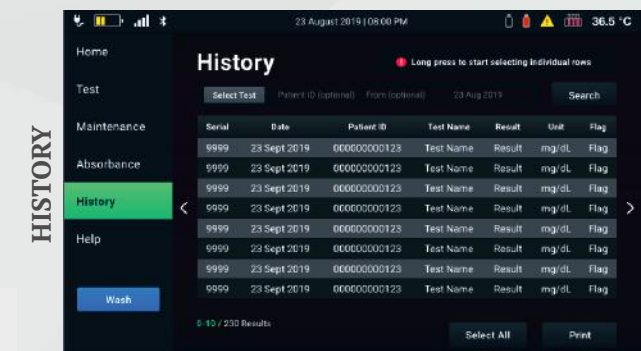 HISTORY
23 August 2019 | 08:00 PM
36.5 °C
Home
Test
Maintenance
Absorbance
History
Help
Wash
History
Long press to start selecting individual rows
Select Test Patient ID (optional) From (optional) 23 Aug 2019 Search
Serial Date Patient ID Test Name Result Unit Flag
9999 23 Sept 2019 000000000123 Test Name Result mg/dL Flag
9999 23 Sept 2019 000000000123 Test Name Result mg/dL Flag
9999 23 Sept 2019 000000000123 Test Name Result mg/dL Flag
9999 23 Sept 2019 000000000123 Test Name Result mg/dL Flag
9999 23 Sept 2019 000000000123 Test Name Result mg/dL Flag
9999 23 Sept 2019 000000000123 Test Name Result mg/dL Flag
9999 23 Sept 2019 000000000123 Test Name Result mg/dL Flag
9999 23 Sept 2019 000000000123 Test Name Result mg/dL Flag
0-10 / 230 Results
Select All Print